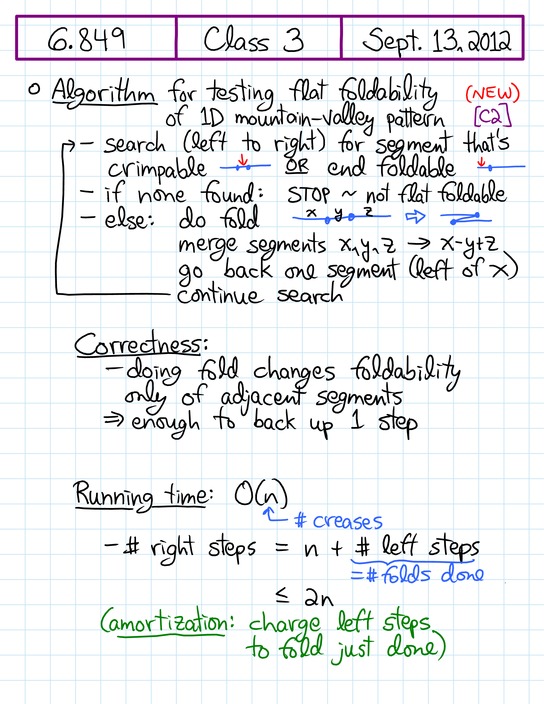 6.849 Class 3 Sept. 13, 2012
○ Algorithm for testing flat foldability (NEW)
of 1D mountain-valley pattern [C2]
– search (left to right) for segment that's
crimpable OR end foldable
– if none found: STOP ~ not flat foldable
– else: do fold x y z ⇒
merge segments x, y, z → x-y+z
go back one segment (left of x)
continue search
Correctness:
– doing fold changes foldability
only of adjacent segments
⇒ enough to back up 1 step
Running time: O(n)
# creases
– # right steps = n + # left steps
= # folds done
≤ 2n
(amortization: charge left steps
to fold just done)